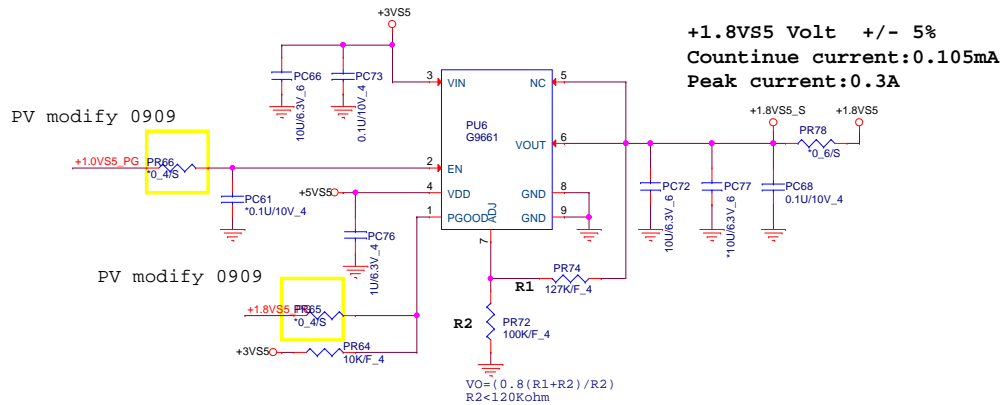 +3VS5
+1.8VS5 Volt +/- 5%
Countinue current:0.105mA
Peak current:0.3A
PC66
10U/6.3V_6
PC73
0.1U/10V_4
3
VIN
NC
5
PU6
G9661
+1.8VS5_S
+1.8VS5
PV modify 0909
PR78
*0_6/S
VOUT
6
+1.0VS5_PG
PR66
*0_4/S
2
EN
PC61
*0.1U/10V_4
+5VS5
4
VDD
GND
8
PC72
10U/6.3V_6
PC77
*10U/6.3V_6
PC68
0.1U/10V_4
1
PGOOD
ADJ
GND
9
PC76
1U/6.3V_4
7
PV modify 0909
R1
PR74
127K/F_4
+1.8VS5_PG
PR65
*0_4/S
R2
PR72
100K/F_4
+3VS5
PR64
10K/F_4
VO=(0.8(R1+R2)/R2)
R2<120Kohm